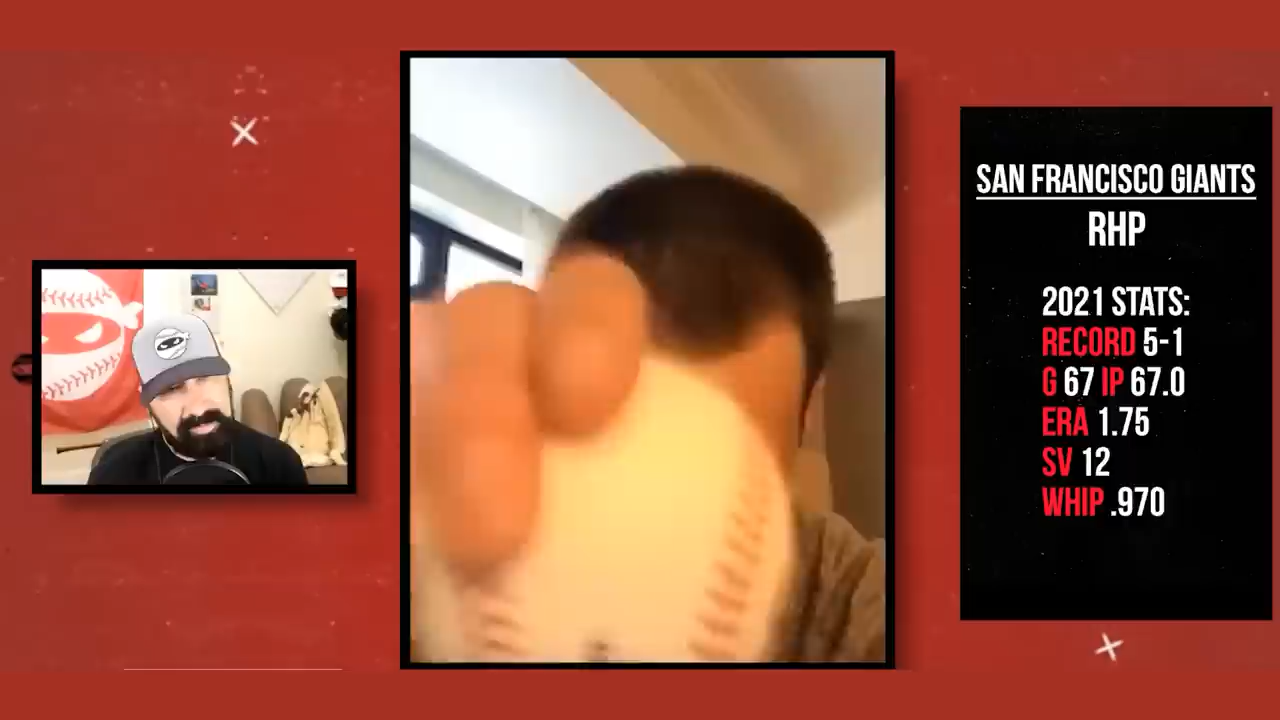 SAN FRANCISCO GIANTS
RHP
2021 STATS:
RECORD 5-1
G 67 IP 67.0
ERA 1.75
SV 12
WHIP .970